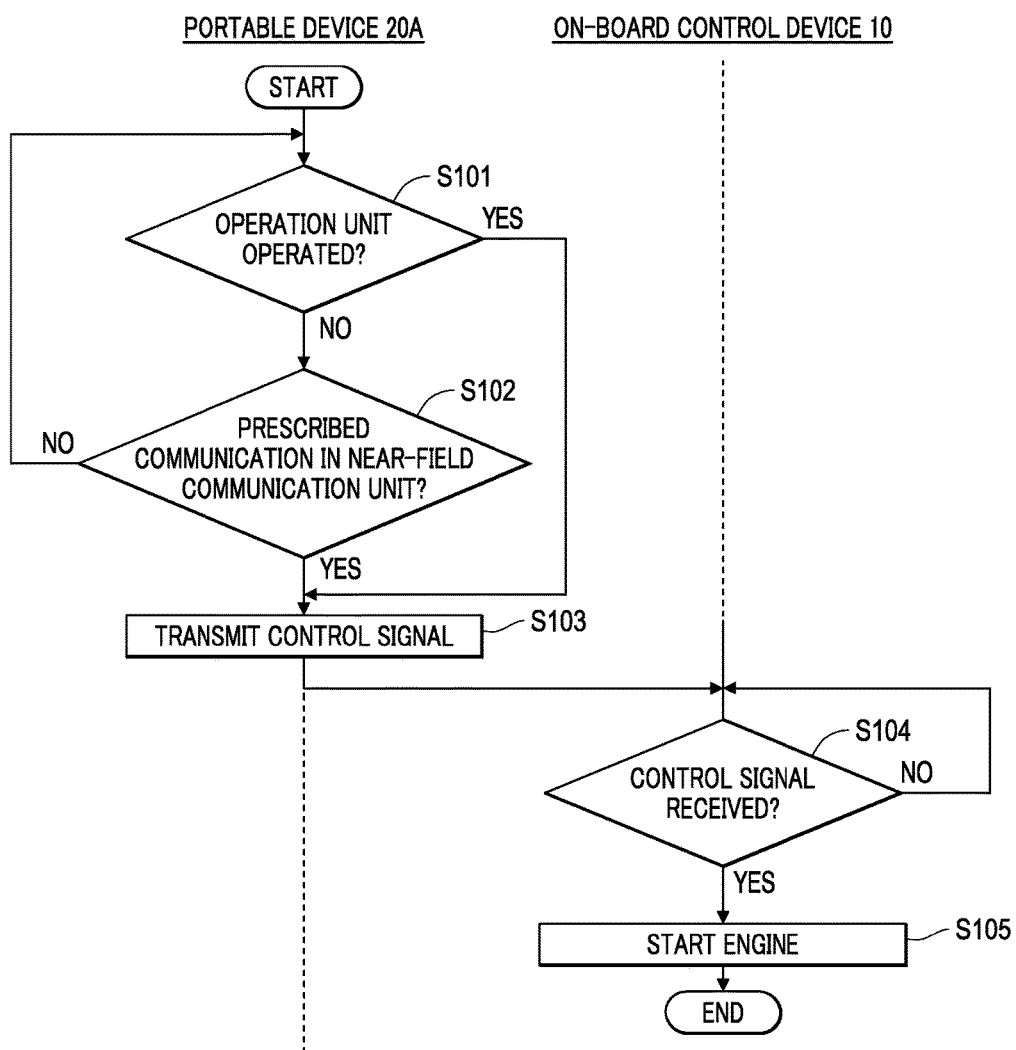 PORTABLE DEVICE 20A
ON-BOARD CONTROL DEVICE 10
START
S101
OPERATION UNIT
OPERATED?
YES
NO
S102
PRESCRIBED
COMMUNICATION IN NEAR-FIELD
COMMUNICATION UNIT?
NO
YES
TRANSMIT CONTROL SIGNAL
S103
S104
CONTROL SIGNAL
RECEIVED?
NO
YES
START ENGINE
S105
END